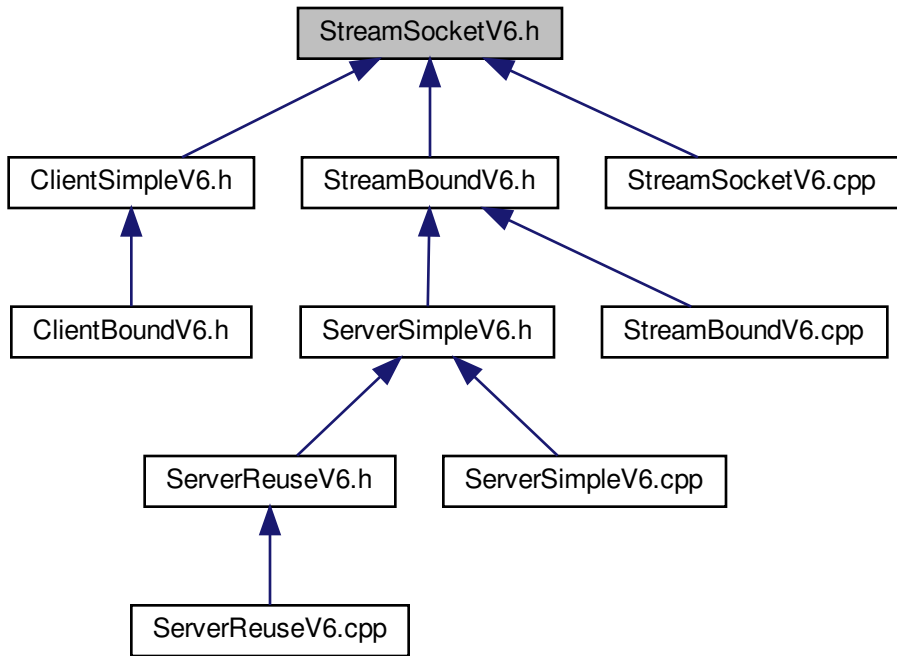 StreamSocketV6.h
ClientSimpleV6.h
StreamBoundV6.h
StreamSocketV6.cpp
ClientBoundV6.h
ServerSimpleV6.h
StreamBoundV6.cpp
ServerReuseV6.h
ServerSimpleV6.cpp
ServerReuseV6.cpp